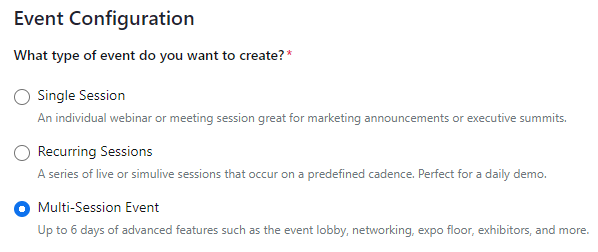 Event Configuration
What type of event do you want to create?*
Single Session
An individual webinar or meeting session great for marketing announcements or executive summits.
Recurring Sessions
A series of live or simulive sessions that occur on a predefined cadence. Perfect for a daily demo.
Multi-Session Event
Up to 6 days of advanced features such as the event lobby, networking, expo floor, exhibitors, and more.